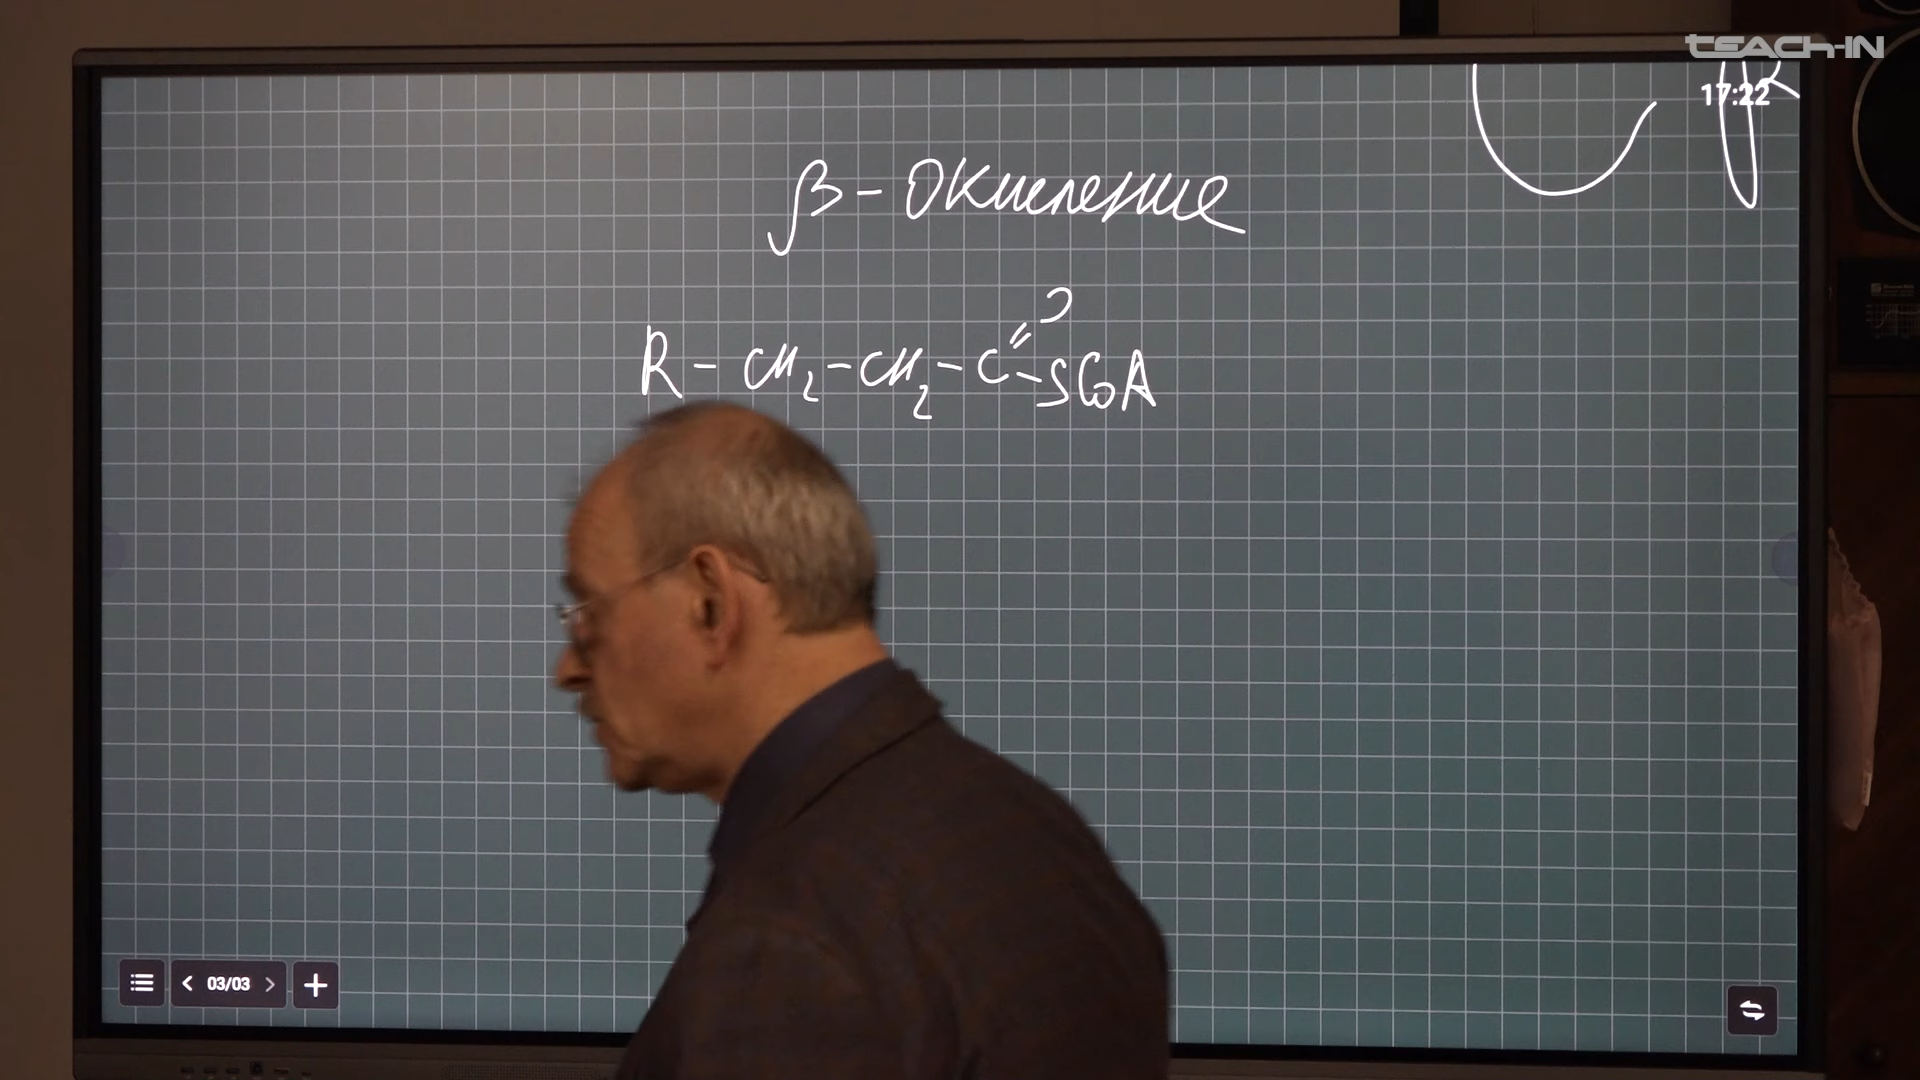 TEACH-IN
17:22
β-Окисление
R-CH₂-CH₂-C=O-SCoA
03/03